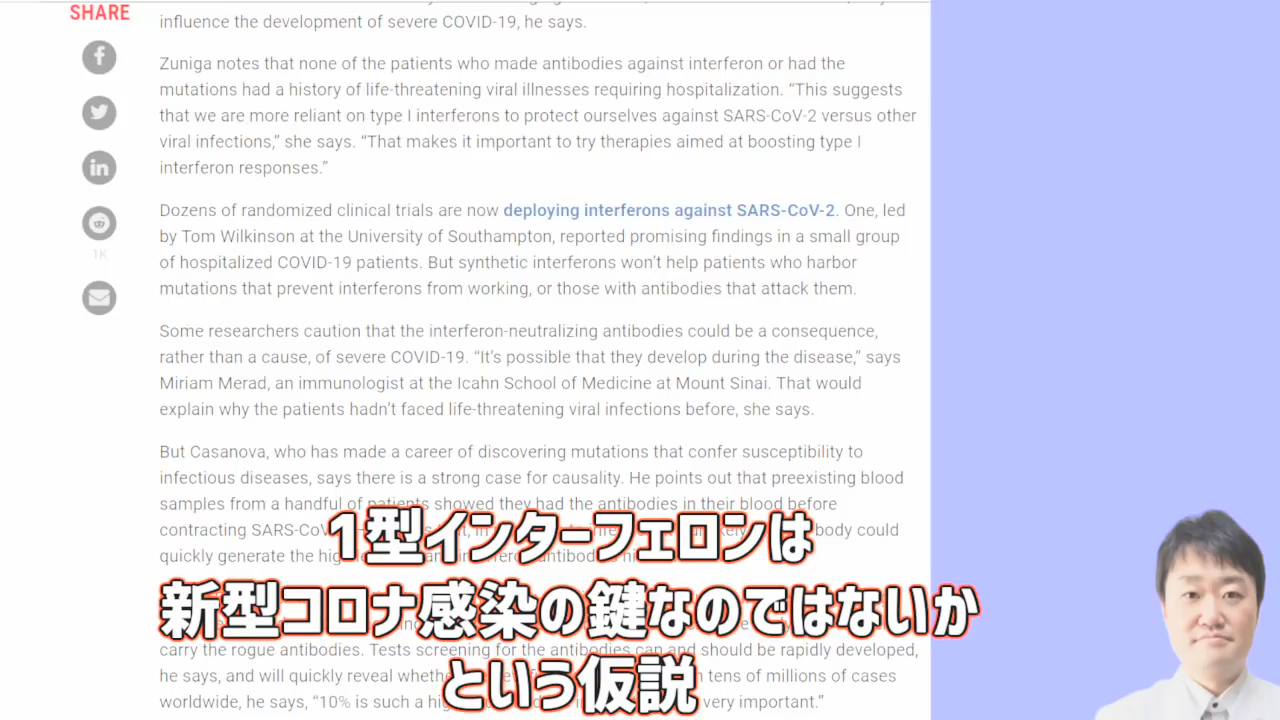 SHARE
influence the development of severe COVID-19, he says.
Zuniga notes that none of the patients who made antibodies against interferon or had the
mutations had a history of life-threatening viral illnesses requiring hospitalization. “This suggests
that we are more reliant on type I interferons to protect ourselves against SARS-CoV-2 versus other
viral infections,” she says. “That makes it important to try therapies aimed at boosting type I
interferon responses.”
1K
Dozens of randomized clinical trials are now deploying interferons against SARS-CoV-2. One, led
by Tom Wilkinson at the University of Southampton, reported promising findings in a small group
of hospitalized COVID-19 patients. But synthetic interferons won’t help patients who harbor
mutations that prevent interferons from working, or those with antibodies that attack them.
Some researchers caution that the interferon-neutralizing antibodies could be a consequence,
rather than a cause, of severe COVID-19. “It’s possible that they develop during the disease,” says
Miriam Merad, an immunologist at the Icahn School of Medicine at Mount Sinai. That would
explain why the patients hadn’t faced life-threatening viral infections before, she says.
But Casanova, who has made a career of discovering mutations that confer susceptibility to
infectious diseases, says there is a strong case for causality. He points out that preexisting blood
samples from a handful of patients showed they had the antibodies in their blood before
contracting body could
quickly generate the
carry the rogue antibodies. Tests screening for the antibodies can and should be rapidly developed,
he says, and will quickly reveal tens of millions of cases
worldwide, he says, “10% is such a very important.”
1型インターフェロンは
新型コロナ感染の鍵なのではないか
という仮説